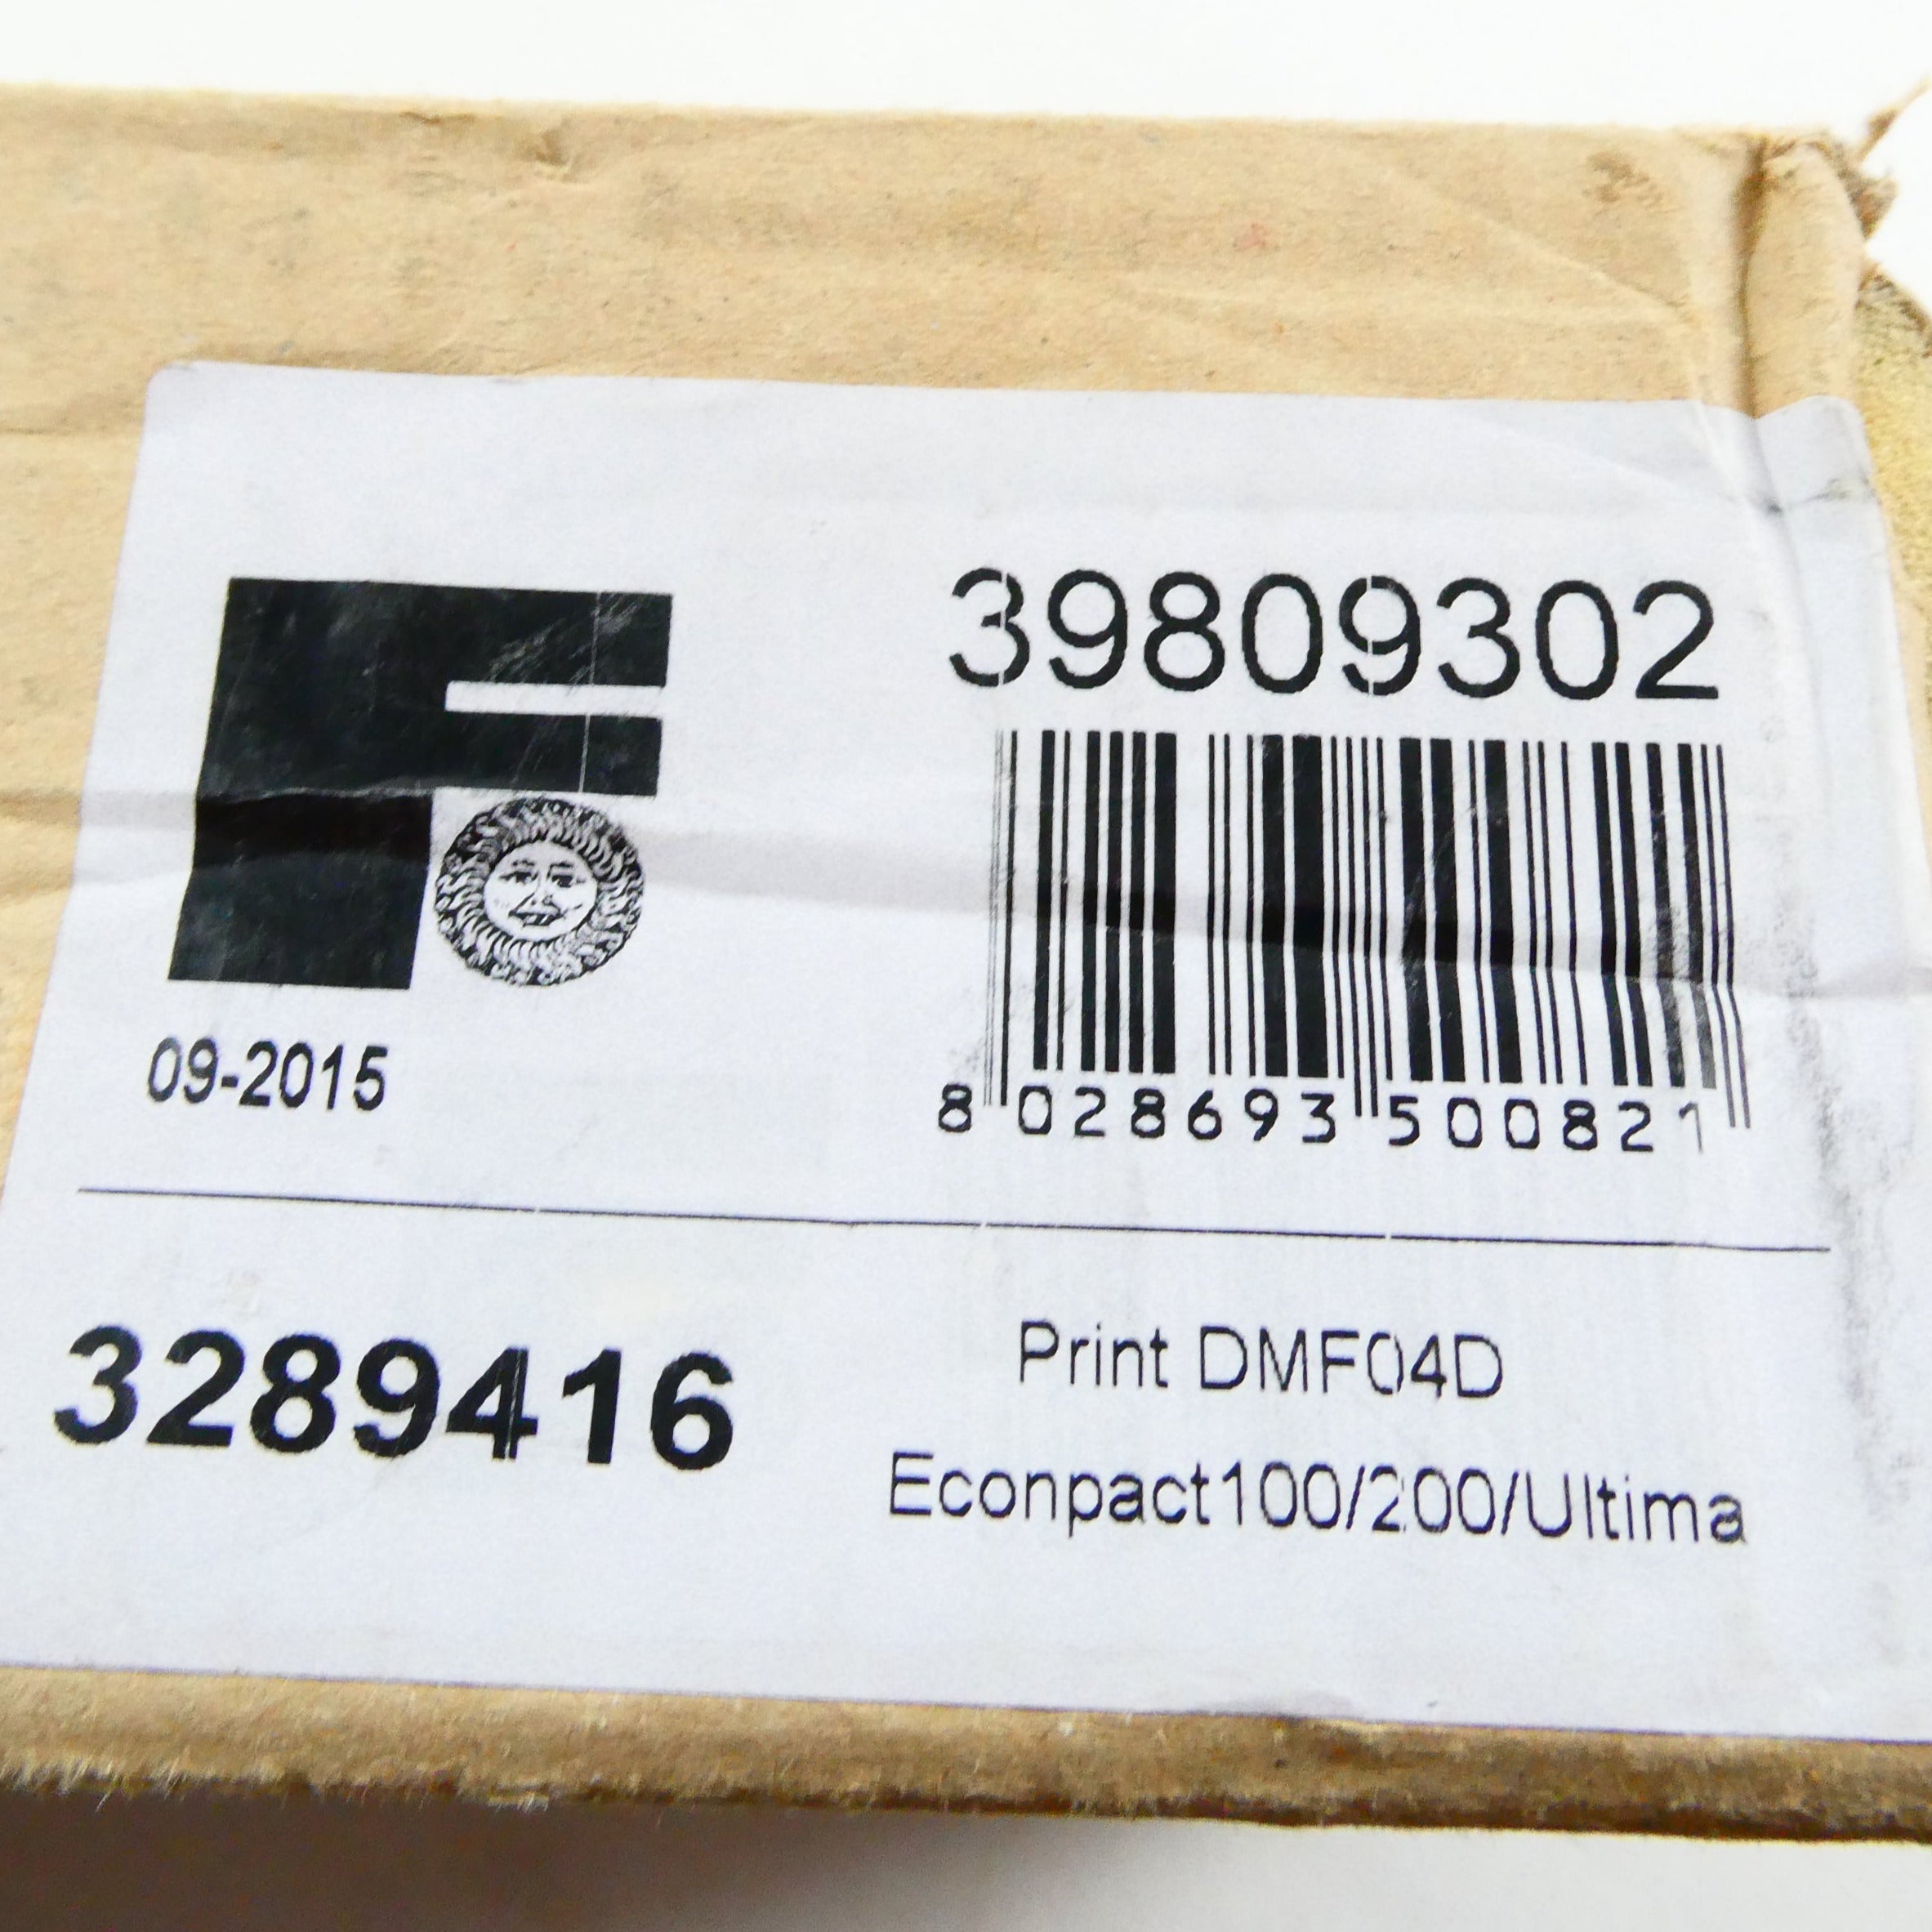 39809302
8 028693 500821
09-2015
3289416
Print DMF04D
Econpact100/200/Ultima